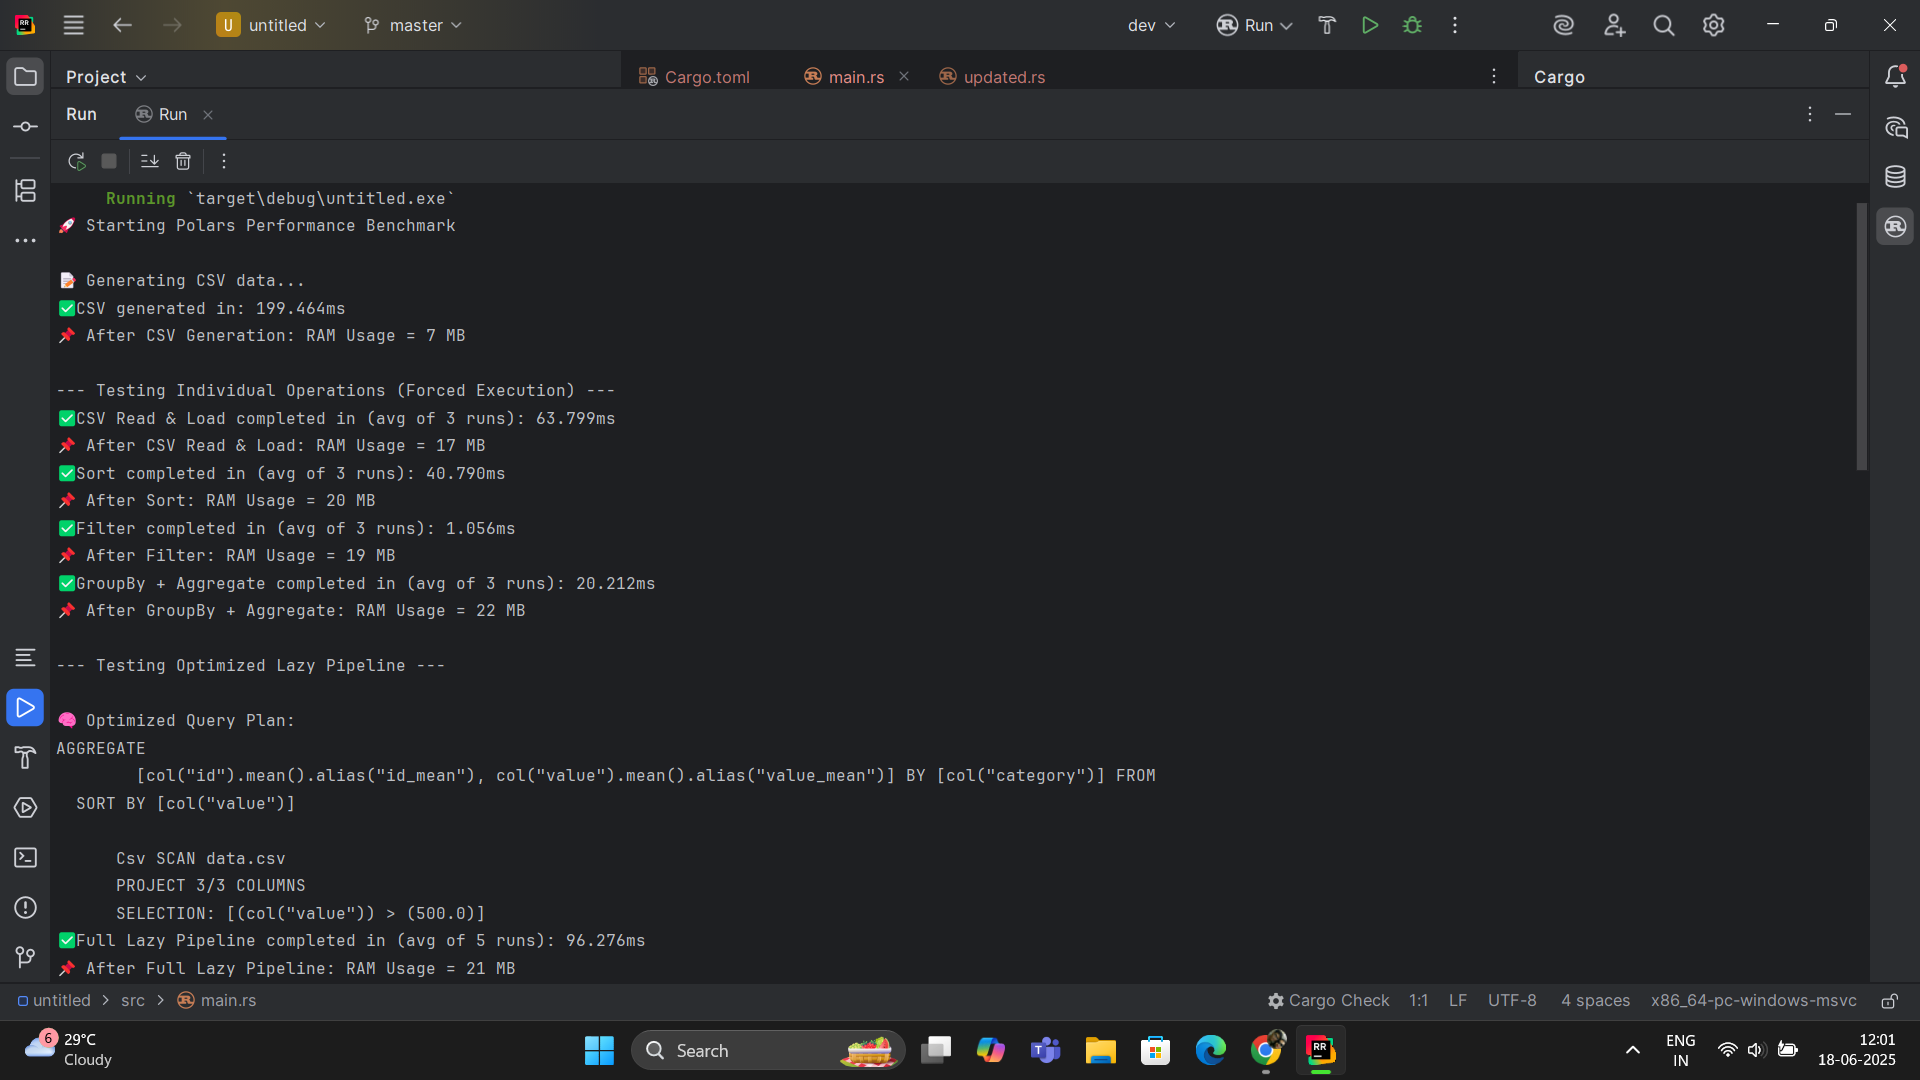 U untitled master dev Run
Project Cargo.toml main.rs updated.rs Cargo
Run Run
Running `target\debug\untitled.exe`
🚀 Starting Polars Performance Benchmark
📝 Generating CSV data...
✅CSV generated in: 199.464ms
📌 After CSV Generation: RAM Usage = 7 MB
--- Testing Individual Operations (Forced Execution) ---
✅CSV Read & Load completed in (avg of 3 runs): 63.799ms
📌 After CSV Read & Load: RAM Usage = 17 MB
✅Sort completed in (avg of 3 runs): 40.790ms
📌 After Sort: RAM Usage = 20 MB
✅Filter completed in (avg of 3 runs): 1.056ms
📌 After Filter: RAM Usage = 19 MB
✅GroupBy + Aggregate completed in (avg of 3 runs): 20.212ms
📌 After GroupBy + Aggregate: RAM Usage = 22 MB
--- Testing Optimized Lazy Pipeline ---
🧠 Optimized Query Plan:
AGGREGATE
[col("id").mean().alias("id_mean"), col("value").mean().alias("value_mean")] BY [col("category")] FROM
SORT BY [col("value")]
Csv SCAN data.csv
PROJECT 3/3 COLUMNS
SELECTION: [(col("value")) > (500.0)]
✅Full Lazy Pipeline completed in (avg of 5 runs): 96.276ms
📌 After Full Lazy Pipeline: RAM Usage = 21 MB
untitled > src > main.rs Cargo Check 1:1 LF UTF-8 4 spaces x86_64-pc-windows-msvc
6 29°C Search ENG 12:01
Cloudy IN 18-06-2025